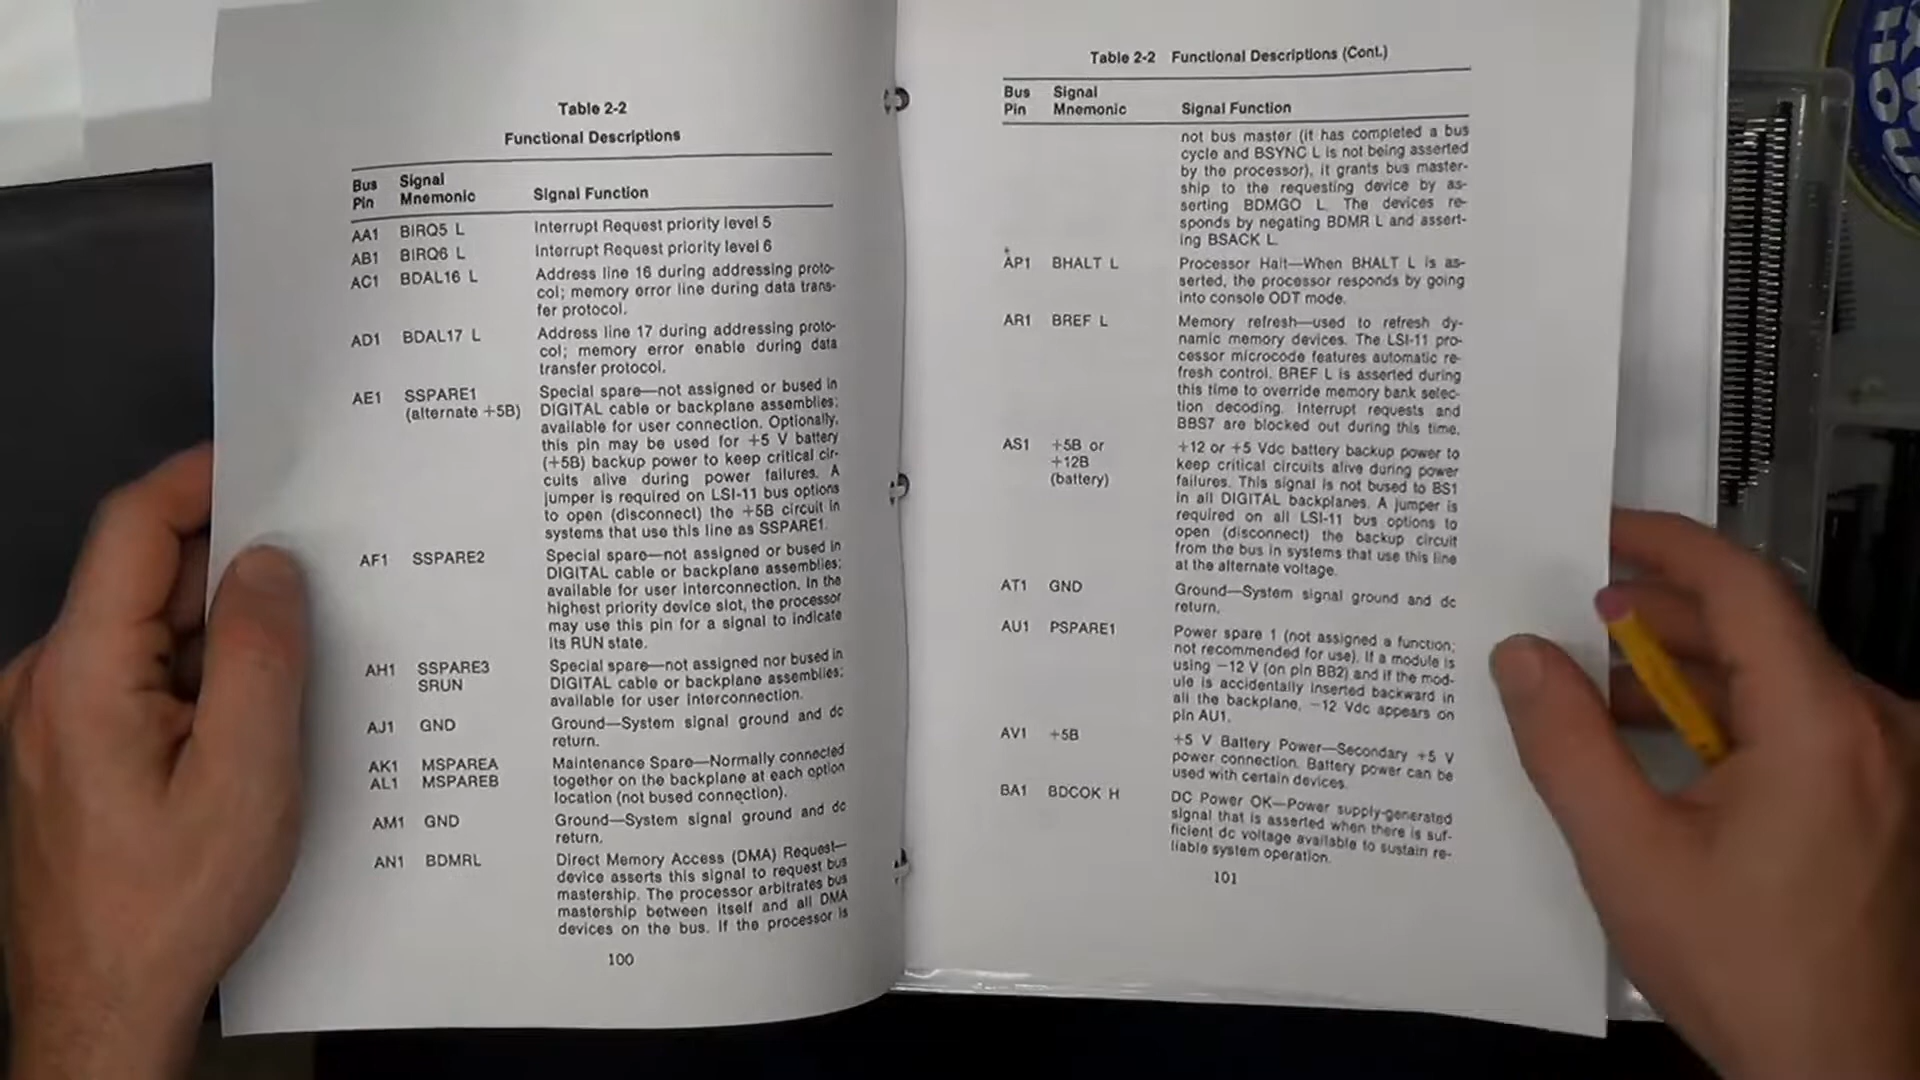 Table 2-2
Functional Descriptions
Bus Pin Signal Mnemonic Signal Function
AA1 BIRQ5 L Interrupt Request priority level 5
AB1 BIRQ6 L Interrupt Request priority level 6
AC1 BDAL16 L Address line 16 during addressing proto-
col; memory error line during data trans-
fer protocol.
AD1 BDAL17 L Address line 17 during addressing proto-
col; memory error enable during data
transfer protocol.
AE1 SSPARE1 Special spare—not assigned or bused in
(alternate +5B) DIGITAL cable or backplane assemblies;
available for user connection. Optionally,
this pin may be used for +5 V battery
(+5B) backup power to keep critical cir-
cuits alive during power failures. A
jumper is required on LSI-11 bus options
to open (disconnect) the +5B circuit in
systems that use this line as SSPARE1.
AF1 SSPARE2 Special spare—not assigned or bused in
DIGITAL cable or backplane assemblies;
available for user interconnection. In the
highest priority device slot, the processor
may use this pin for a signal to indicate
its RUN state.
AH1 SSPARE3 Special spare—not assigned nor bused in
SRUN DIGITAL cable or backplane assemblies;
available for user interconnection.
AJ1 GND Ground—System signal ground and dc
return.
AK1 MSPAREA Maintenance Spare—Normally connected
AL1 MSPAREB together on the backplane at each option
location (not bused connection).
AM1 GND Ground—System signal ground and dc
return.
AN1 BDMRL Direct Memory Access (DMA) Request—
device asserts this signal to request bus
mastership. The processor arbitrates bus
mastership between itself and all DMA
devices on the bus. If the processor is
100
Table 2-2 Functional Descriptions (Cont.)
Bus Pin Signal Mnemonic Signal Function
not bus master (it has completed a bus
cycle and BSYNC L is not being asserted
by the processor), it grants bus master-
ship to the requesting device by as-
serting BDMGO L. The devices re-
sponds by negating BDMR L and assert-
ing BSACK L.
AP1 BHALT L Processor Halt—When BHALT L is as-
serted, the processor responds by going
into console ODT mode.
AR1 BREF L Memory refresh—used to refresh dy-
namic memory devices. The LSI-11 pro-
cessor microcode features automatic re-
fresh control. BREF L is asserted during
this time to override memory bank selec-
tion decoding. Interrupt requests and
BBS7 are blocked out during this time.
AS1 +5B or +12 or +5 Vdc battery backup power to
+12B keep critical circuits alive during power
(battery) failures. This signal is not bused to BS1
in all DIGITAL backplanes. A jumper is
required on all LSI-11 bus options to
open (disconnect) the backup circuit
from the bus in systems that use this line
at the alternate voltage.
AT1 GND Ground—System signal ground and dc
return.
AU1 PSPARE1 Power spare 1 (not assigned a function;
not recommended for use). If a module is
using −12 V (on pin BB2) and if the mod-
ule is accidentally inserted backward in
all the backplane, −12 Vdc appears on
pin AU1.
AV1 +5B +5 V Battery Power—Secondary +5 V
power connection. Battery power can be
used with certain devices.
BA1 BDCOK H DC Power OK—Power supply-generated
signal that is asserted when there is suf-
ficient dc voltage available to sustain re-
liable system operation.
101